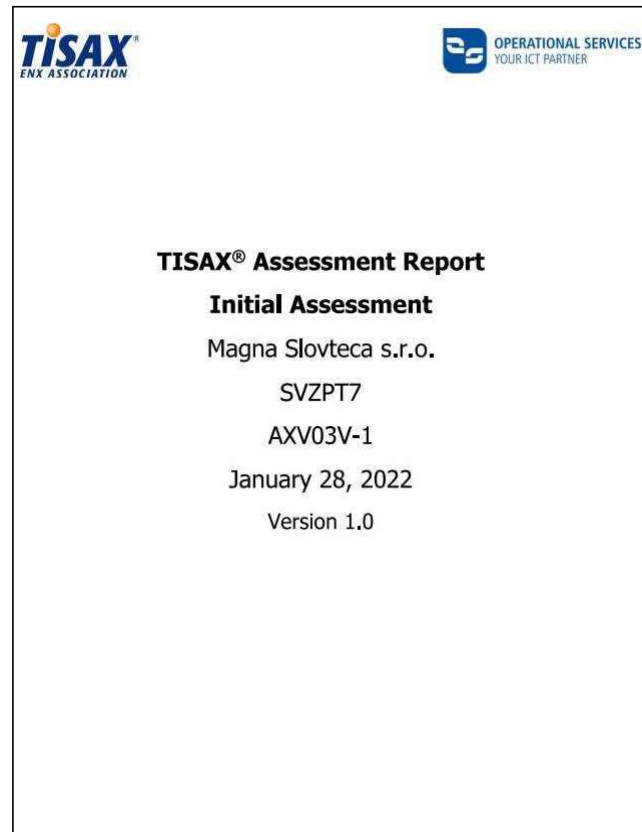 TiSAX®
ENX ASSOCIATION
OPERATIONAL SERVICES
YOUR ICT PARTNER
TISAX® Assessment Report
Initial Assessment
Magna Slovteca s.r.o.
SVZPT7
AXV03V-1
January 28, 2022
Version 1.0